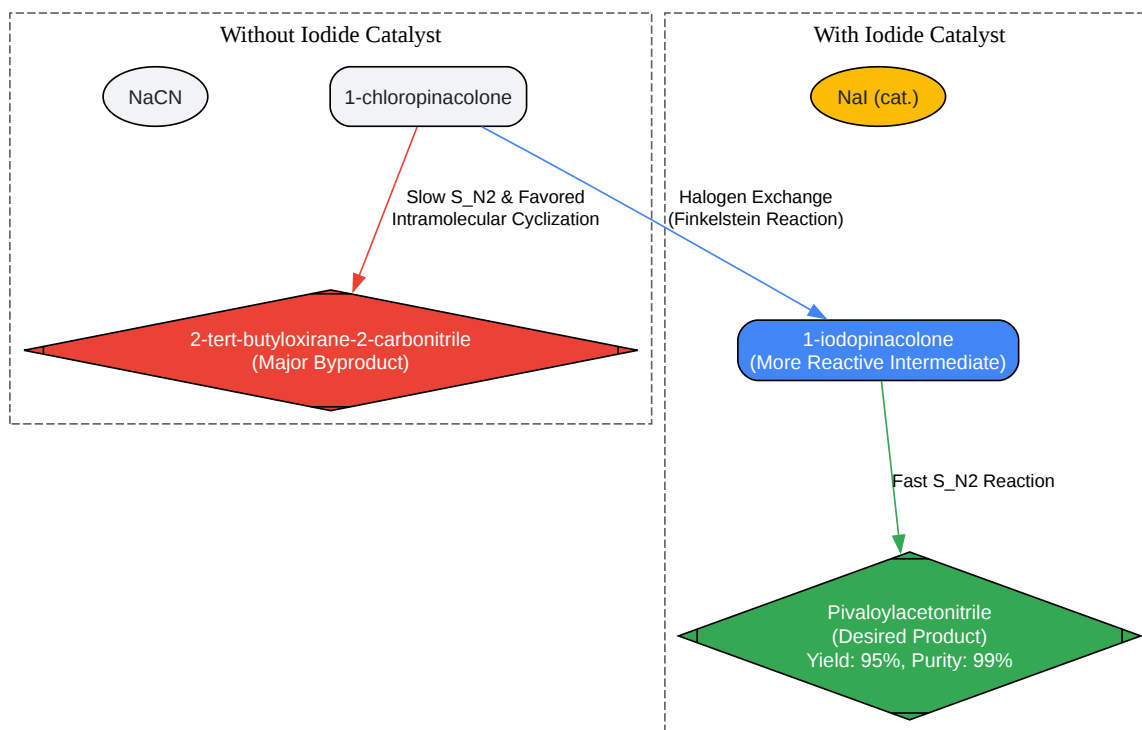 Without Iodide Catalyst
With Iodide Catalyst
NaCN
1-chloropinacolone
NaI (cat.)
Slow S_N2 & Favored
Intramolecular Cyclization
Halogen Exchange
(Finkelstein Reaction)
2-tert-butyloxirane-2-carbonitrile
(Major Byproduct)
1-iodopinacolone
(More Reactive Intermediate)
Fast S_N2 Reaction
Pivaloylacetonitrile
(Desired Product)
Yield: 95%, Purity: 99%